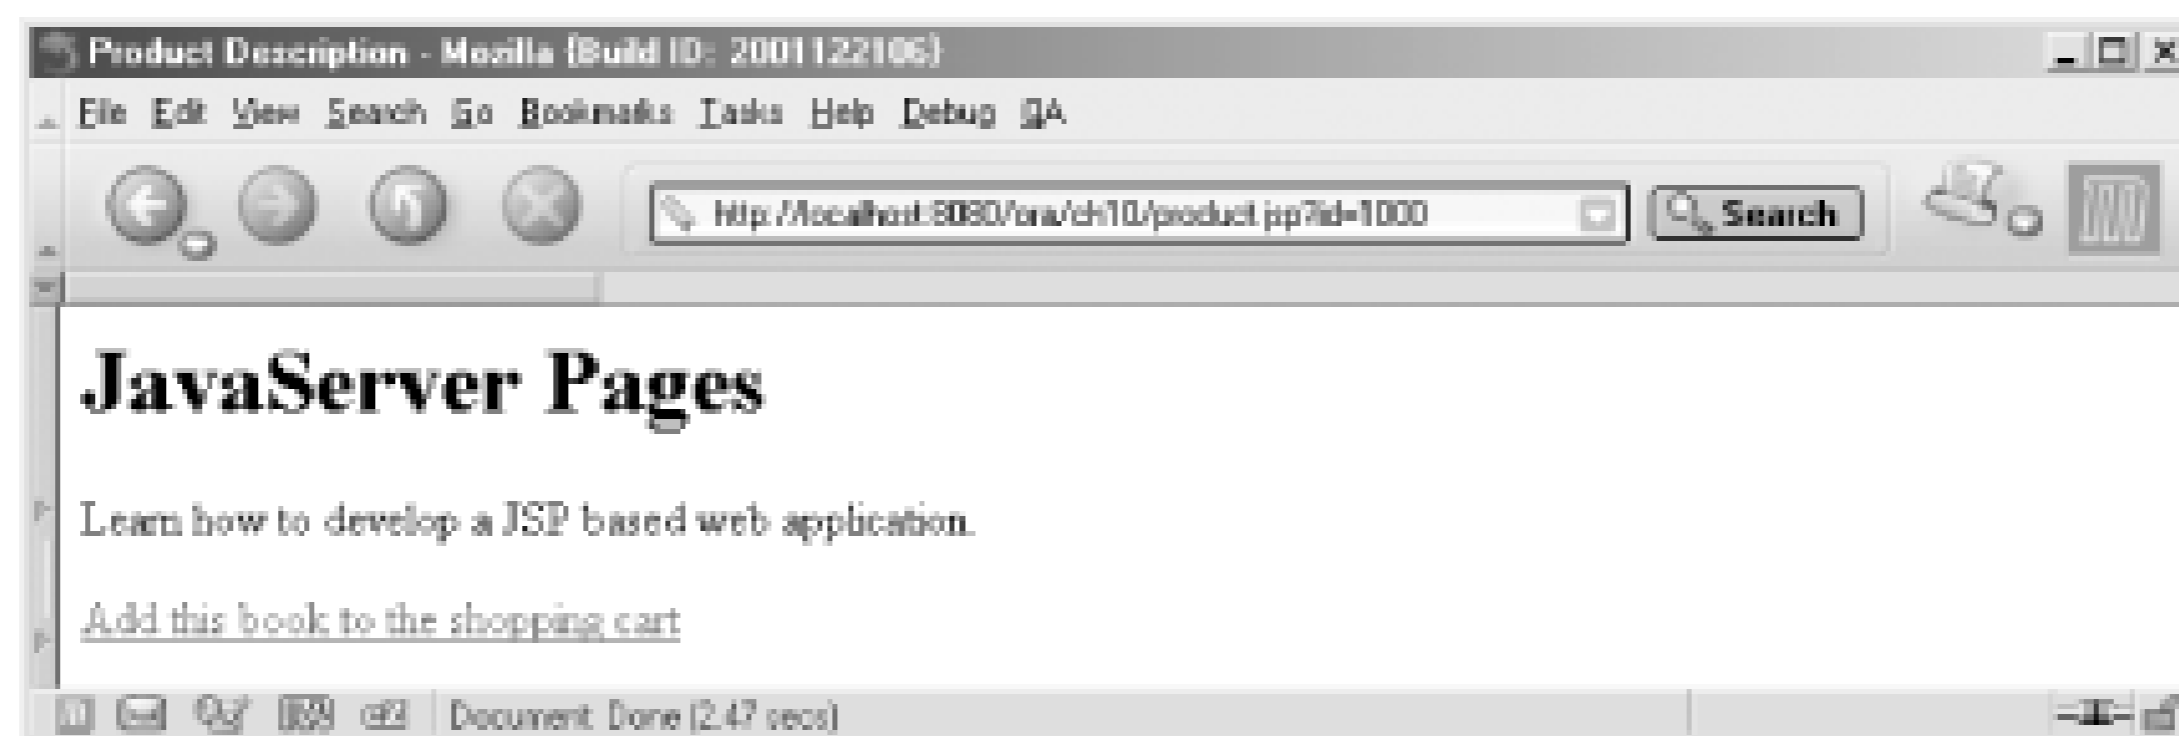 Product Description - Mozilla {Build ID: 2001122106}
File Edit View Search Go Bookmarks Tasks Help Debug QA
http://localhost:8080/ora/ch10/product.jsp?id=1000 Search
JavaServer Pages
Learn how to develop a JSP based web application.
Add this book to the shopping cart
Document: Done (2.47 secs)